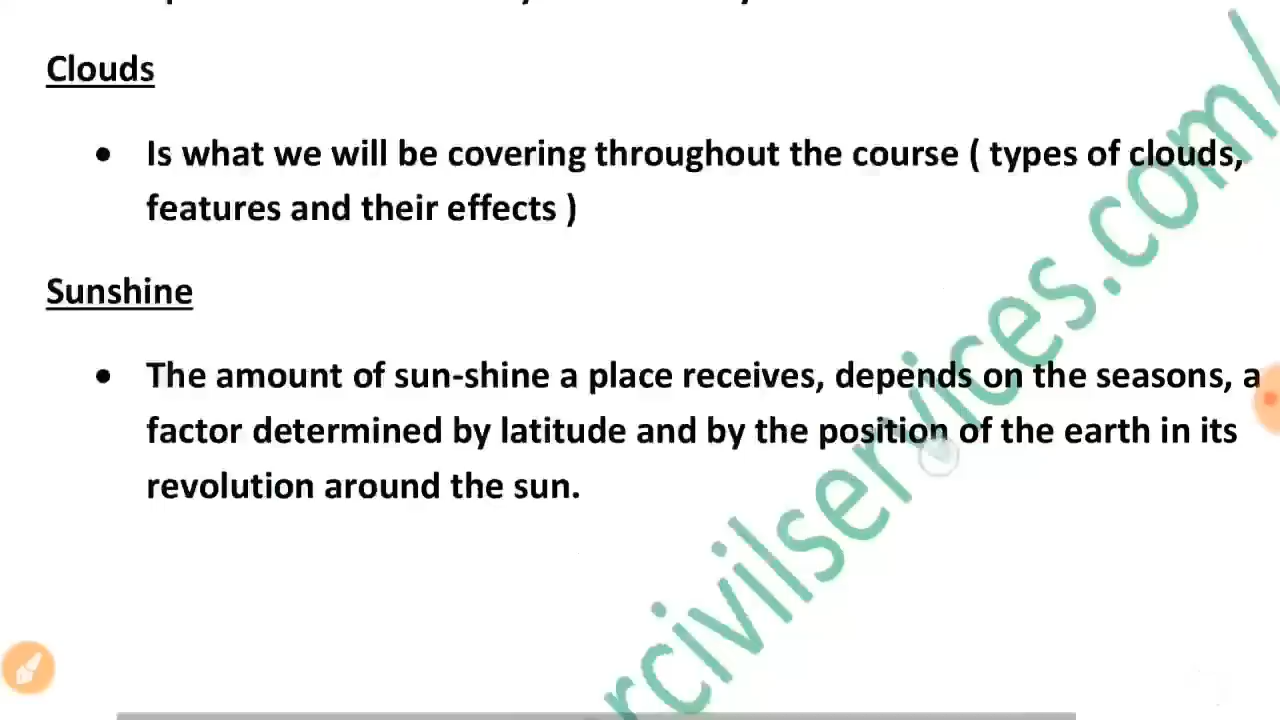 Clouds
• Is what we will be covering throughout the course ( types of clouds,
features and their effects )
Sunshine
• The amount of sun-shine a place receives, depends on the seasons, a
factor determined by latitude and by the position of the earth in its
revolution around the sun.
rcivilservices.com/